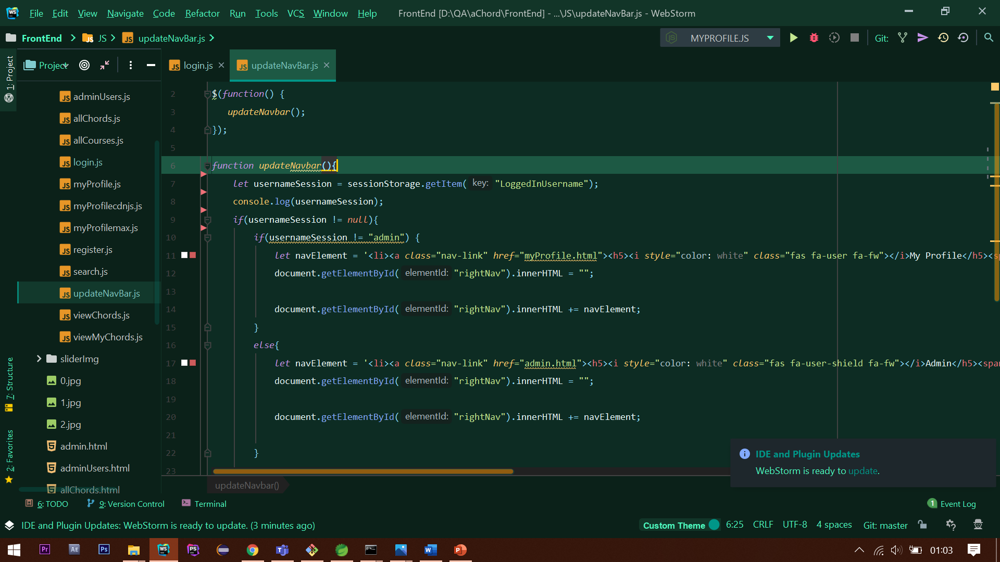 File Edit View Navigate Code Refactor Run Tools VCS Window Help FrontEnd [D:\QA\aChord\FrontEnd] - ...\JS\updateNavBar.js - WebStorm
FrontEnd JS updateNavBar.js MYPROFILE.JS Git:
1: Project
Project
login.js updateNavBar.js
adminUsers.js
allChords.js
allCourses.js
login.js
myProfile.js
myProfilecdnjs.js
myProfilemax.js
register.js
search.js
updateNavBar.js
viewChords.js
viewMyChords.js
sliderImg
0.jpg
1.jpg
2.jpg
admin.html
adminUsers.html
allChords.html
7: Structure
2: Favorites
2 $(function() {
3 updateNavbar();
4 });
5
6 function updateNavbar(){
7 let usernameSession = sessionStorage.getItem( key: "LoggedInUsername");
8 console.log(usernameSession);
9 if(usernameSession != null){
10 if(usernameSession != "admin") {
11 let navElement = '<li><a class="nav-link" href="myProfile.html"><h5><i style="color: white" class="fas fa-user fa-fw"></i>My Profile</h5><sp
12 document.getElementById( elementId: "rightNav").innerHTML = "";
13
14 document.getElementById( elementId: "rightNav").innerHTML += navElement;
15 }
16 else{
17 let navElement = '<li><a class="nav-link" href="admin.html"><h5><i style="color: white" class="fas fa-user-shield fa-fw"></i>Admin</h5><span
18 document.getElementById( elementId: "rightNav").innerHTML = "";
19
20 document.getElementById( elementId: "rightNav").innerHTML += navElement;
21
22 }
23
updateNavbar()
IDE and Plugin Updates
WebStorm is ready to update.
6: TODO 9: Version Control Terminal 1 Event Log
IDE and Plugin Updates: WebStorm is ready to update. (3 minutes ago) Custom Theme 6:25 CRLF UTF-8 4 spaces Git: master
01:03